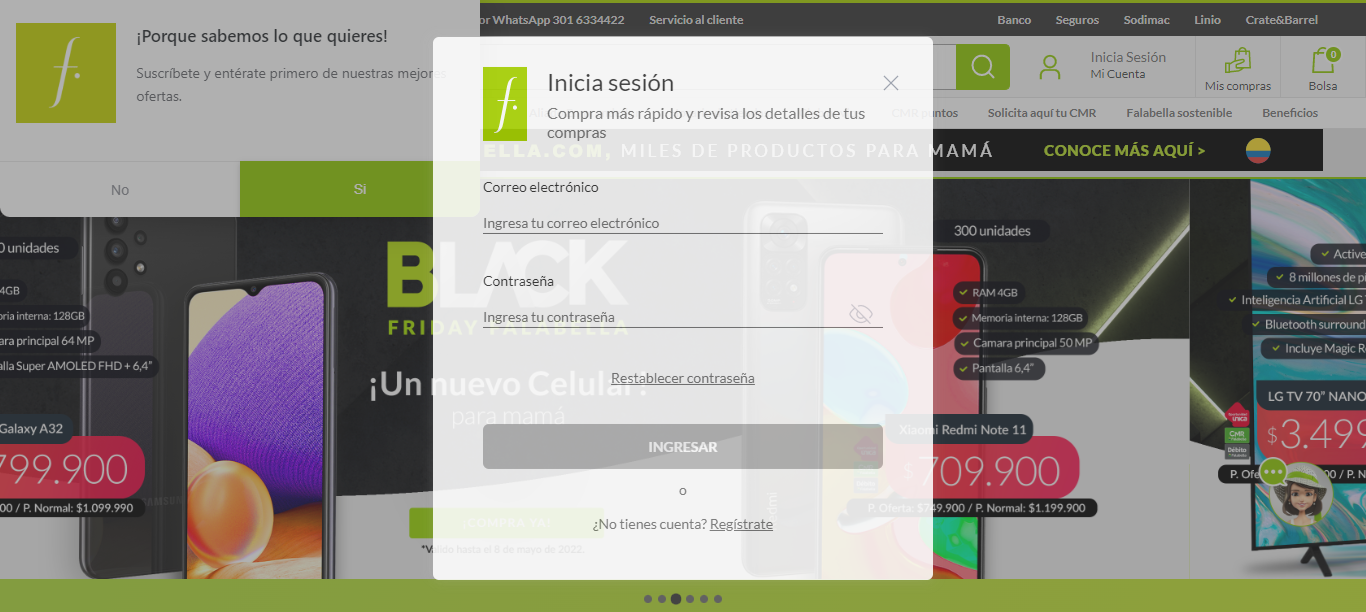 or WhatsApp 301 6334422
Servicio al cliente
Banco
Seguros
Sodimac
Linio
Crate&Barrel
¡Porque sabemos lo que quieres!
Suscríbete y entérate primero de nuestras mejores
ofertas.
No
Si
f.
Inicia sesión
Compra más rápido y revisa los detalles de tus
compras
Correo electrónico
Ingresa tu correo electrónico
Contraseña
Ingresa tu contraseña
Restablecer contraseña
INGRESAR
o
¿No tienes cuenta? Regístrate
Inicia Sesión
Mi Cuenta
Mis compras
0
Bolsa
CMR puntos
Solicita aquí tu CMR
Falabella sostenible
Beneficios
ELLA.COM, MILES DE PRODUCTOS PARA MAMÁ
CONOCE MÁS AQUÍ >
0 unidades
4GB
moria interna: 128GB
ara principal 64 MP
alla Super AMOLED FHD + 6,4"
Galaxy A32
799.900
00 / P. Normal: $1.099.990
SAMSUNG
BLACK
FRIDAY FALABELLA
¡Un nuevo Celular!
para mamá
¡COMPRA YA!
*Valido hasta el 8 de mayo de 2022.
300 unidades
RAM 4GB
Memoria interna: 128GB
Camara principal 50 MP
Pantalla 6,4"
Xiaomi Redmi Note 11
$709.900
P. Oferta: $749.900 / P. Normal: $1.199.900
Redmi
Active
8 millones de pi
Inteligencia Artificial LG
Bluetooth surround
Incluye Magic R
LG TV 70" NANO
$3.499
CMR
Débito
P. Ofe
00 / P. N